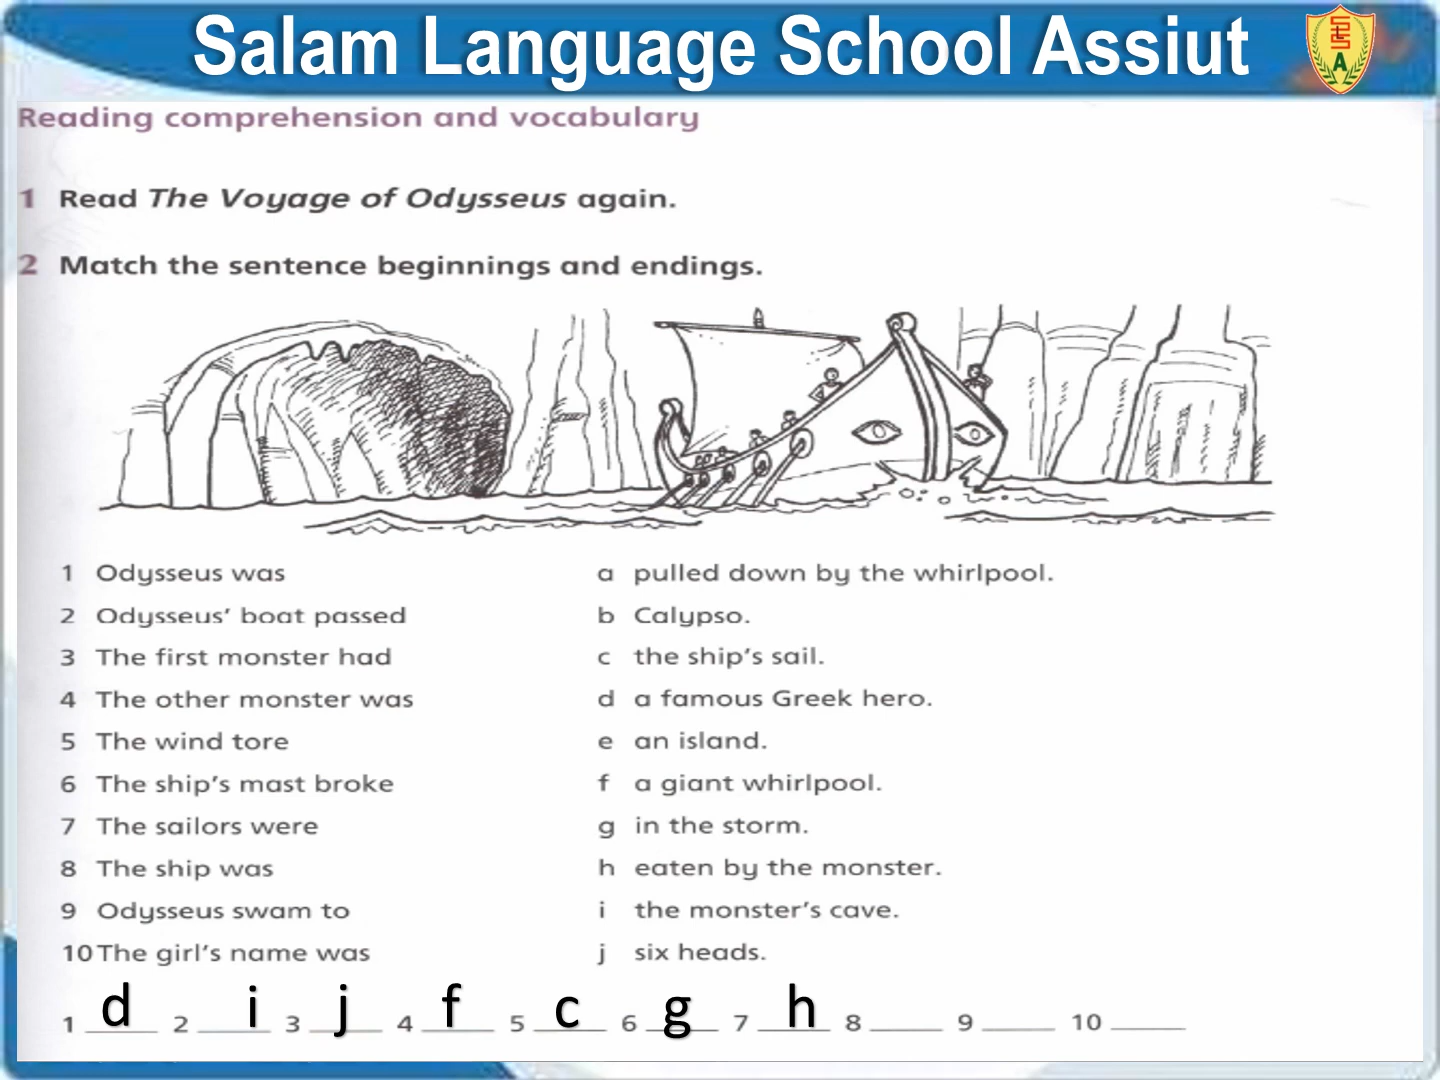 Salam Language School Assiut
S
L
S
A
Reading comprehension and vocabulary
1 Read The Voyage of Odysseus again.
2 Match the sentence beginnings and endings.
1 Odysseus was
a pulled down by the whirlpool.
2 Odysseus' boat passed
b Calypso.
3 The first monster had
c the ship's sail.
4 The other monster was
d a famous Greek hero.
5 The wind tore
e an island.
6 The ship's mast broke
f a giant whirlpool.
7 The sailors were
g in the storm.
8 The ship was
h eaten by the monster.
9 Odysseus swam to
i the monster's cave.
10 The girl's name was
j six heads.
1 d 2 i 3 j 4 f 5 c 6 g 7 h 8 ____ 9 ____ 10 ____